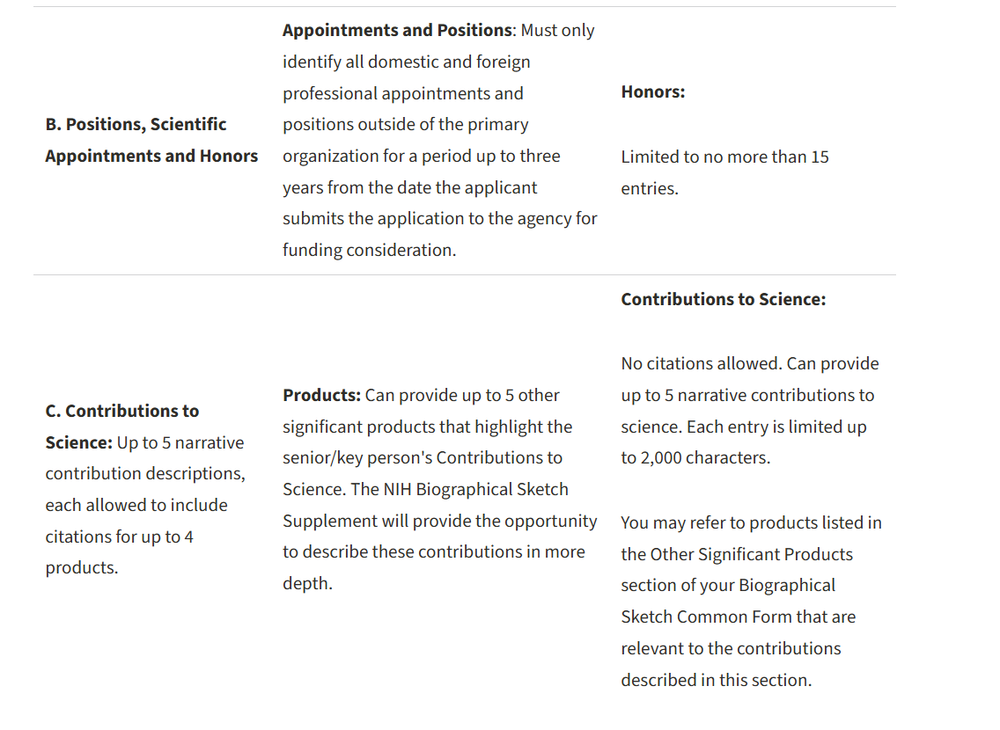 B. Positions, Scientific
Appointments and Honors
Appointments and Positions: Must only
identify all domestic and foreign
professional appointments and
positions outside of the primary
organization for a period up to three
years from the date the applicant
submits the application to the agency for
funding consideration.
Honors:
Limited to no more than 15
entries.
C. Contributions to
Science: Up to 5 narrative
contribution descriptions,
each allowed to include
citations for up to 4
products.
Products: Can provide up to 5 other
significant products that highlight the
senior/key person's Contributions to
Science. The NIH Biographical Sketch
Supplement will provide the opportunity
to describe these contributions in more
depth.
Contributions to Science:
No citations allowed. Can provide
up to 5 narrative contributions to
science. Each entry is limited up
to 2,000 characters.
You may refer to products listed in
the Other Significant Products
section of your Biographical
Sketch Common Form that are
relevant to the contributions
described in this section.